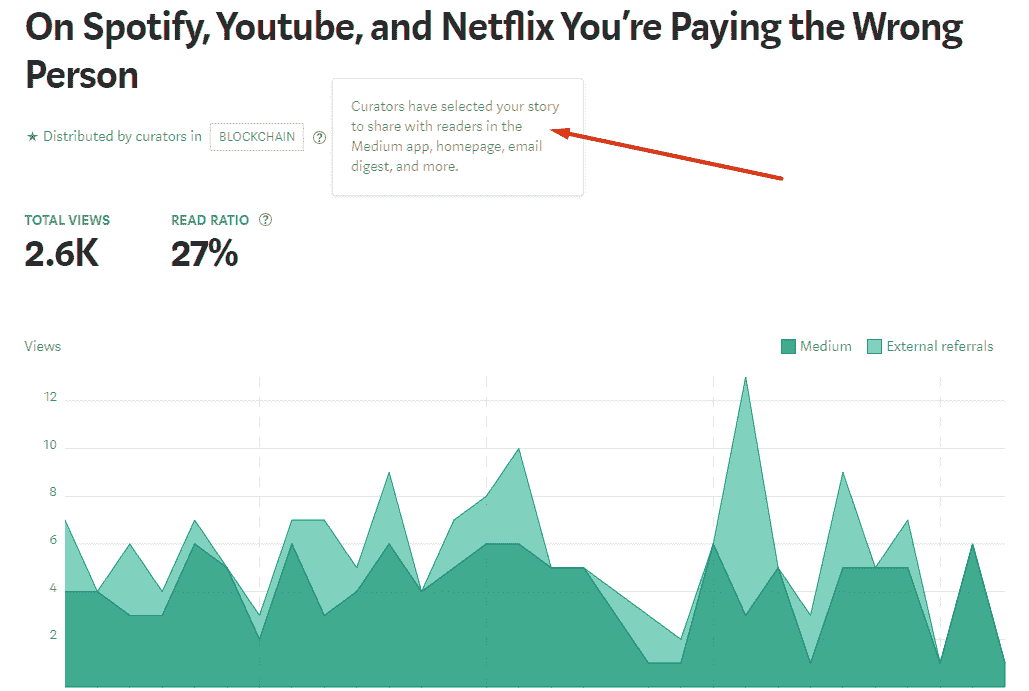 On Spotify, Youtube, and Netflix You’re Paying the Wrong
Person
Curators have selected your story
to share with readers in the
Medium app, homepage, email
digest, and more.
★ Distributed by curators in BLOCKCHAIN ?
TOTAL VIEWS READ RATIO ?
2.6K 27%
Views Medium External referrals
12
10
8
6
4
2